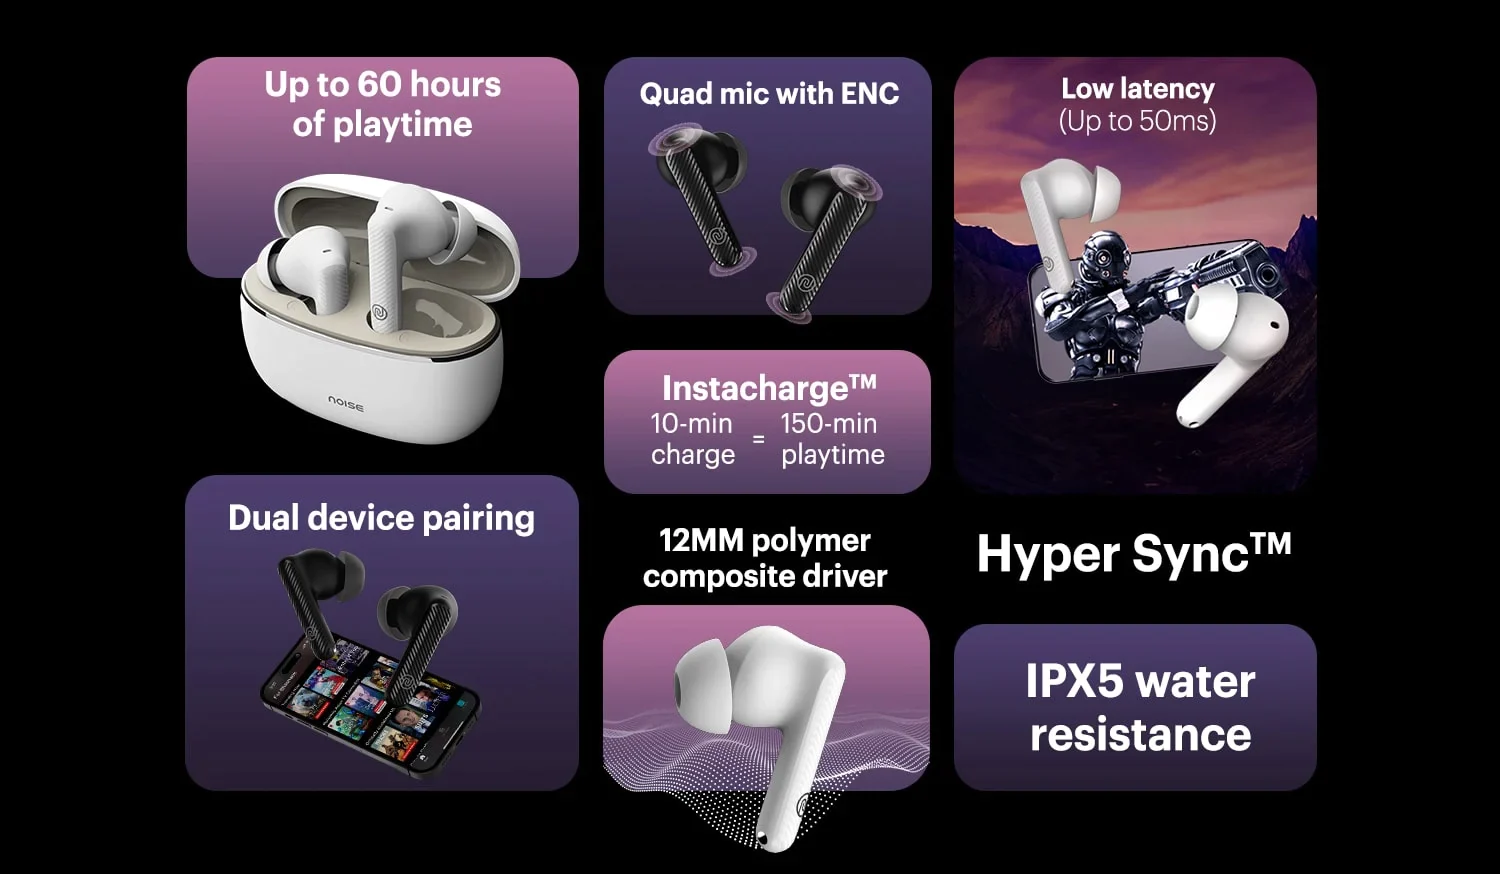 Up to 60 hours
of playtime
NOISE
Quad mic with ENC
Low latency
(Up to 50ms)
Instacharge™
10-min
charge
=
150-min
playtime
Dual device pairing
12MM polymer
composite driver
Hyper Sync™
IPX5 water
resistance